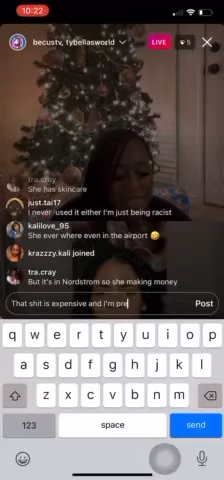 10:22
becustv, tybellasworld
LIVE
5
tra.cray
She has skincare
just.tai17
I never used it either I'm just being racist
kalilove_95
She ever where even in the airport 🤣
krazzzy.kali joined
tra.cray
But it's in Nordstrom so she making money
That shit is expensive and I'm pre
Post
q w e r t y u i o p
a s d f g h j k l
z x c v b n m
123
space
send